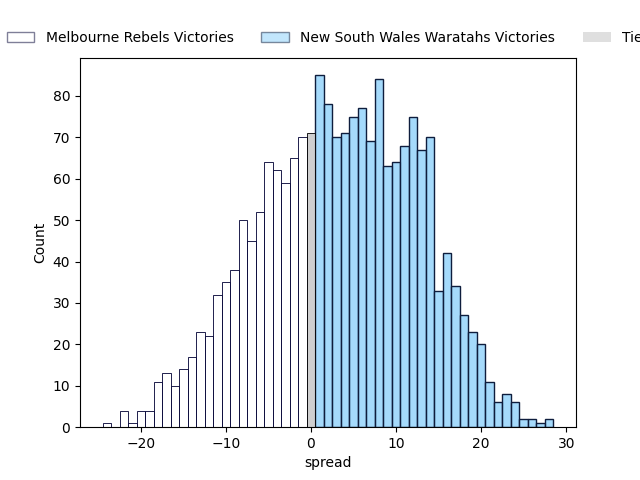 Melbourne Rebels Victories New South Wales Waratahs Victories Tie
80
70
60
50
40
30
20
10
0
Count
−20 −10 0 10 20 30
spread